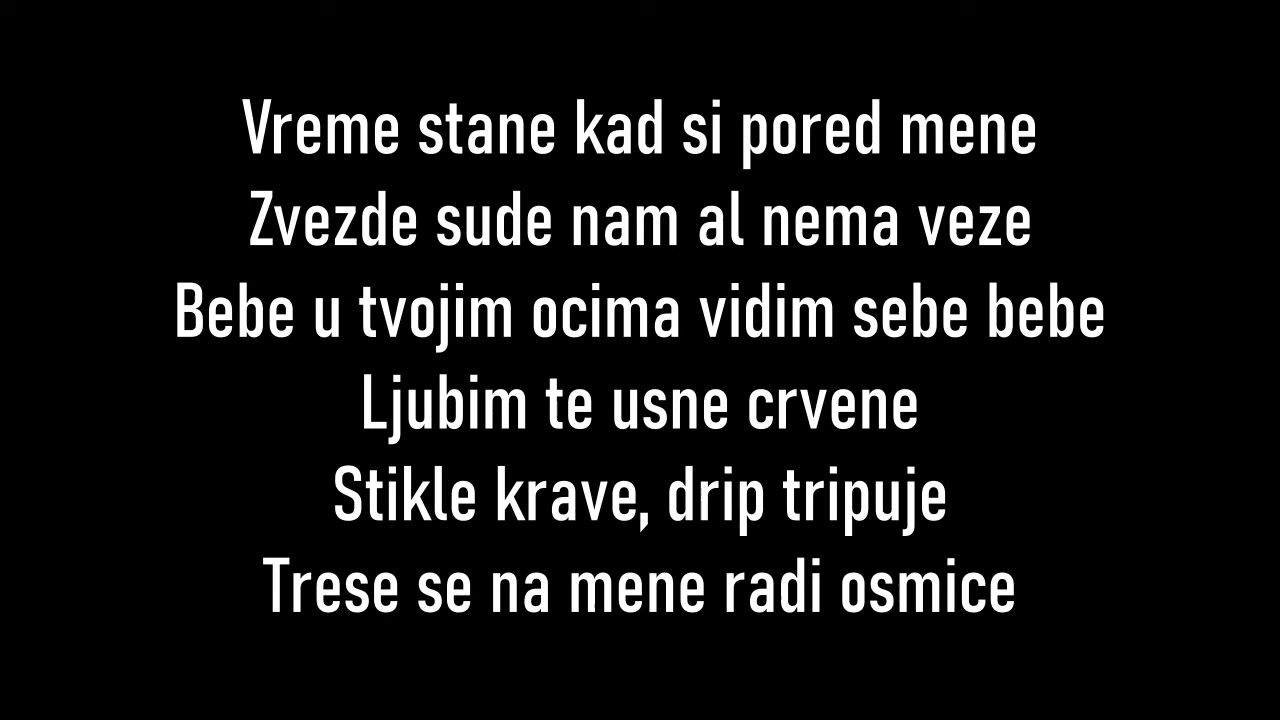 Vreme stane kad si pored mene
Zvezde sude nam al nema veze
Bebe u tvojim ocima vidim sebe bebe
Ljubim te usne crvene
Stikle krave, drip tripuje
Trese se na mene radi osmice